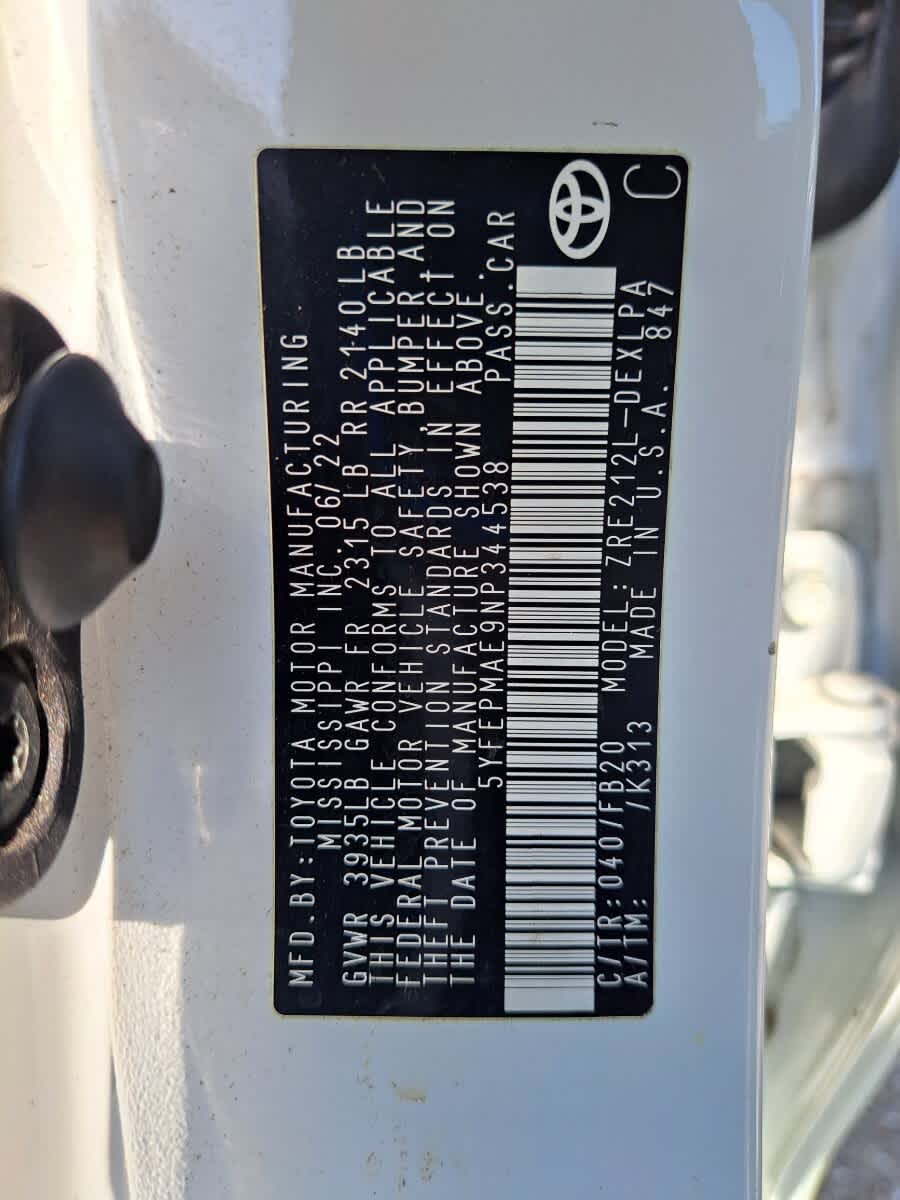 MFD.BY:TOYOTA MOTOR MANUFACTURING
MISSISSIPPI INC. 06/22
GVWR 3935LB GAWR FR 2315 LB RR 2140LB
THIS VEHICLE CONFORMS TO ALL APPLICABLE
FEDERAL MOTOR VEHICLE SAFETY, BUMPER AND
THEFT PREVENTION STANDARDS IN EFFECT ON
THE DATE OF MANUFACTURE SHOWN ABOVE.
5YFEPMAE9NP344538 PASS.CAR
C/TR:040/FB20 MODEL: ZRE212L-DEXLPA
A/TM: /K313 MADE IN U.S.A. 847 C